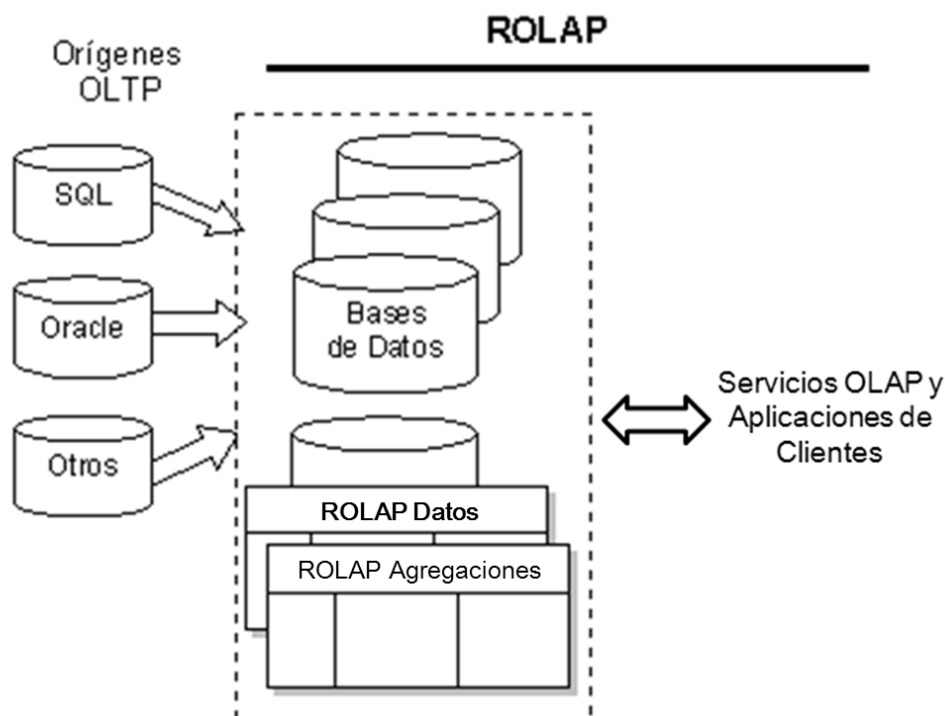 ROLAP
Orígenes
OLTP
SQL
Oracle
Otros
Bases
de Datos
ROLAP Datos
ROLAP Agregaciones
Servicios OLAP y
Aplicaciones de
Clientes